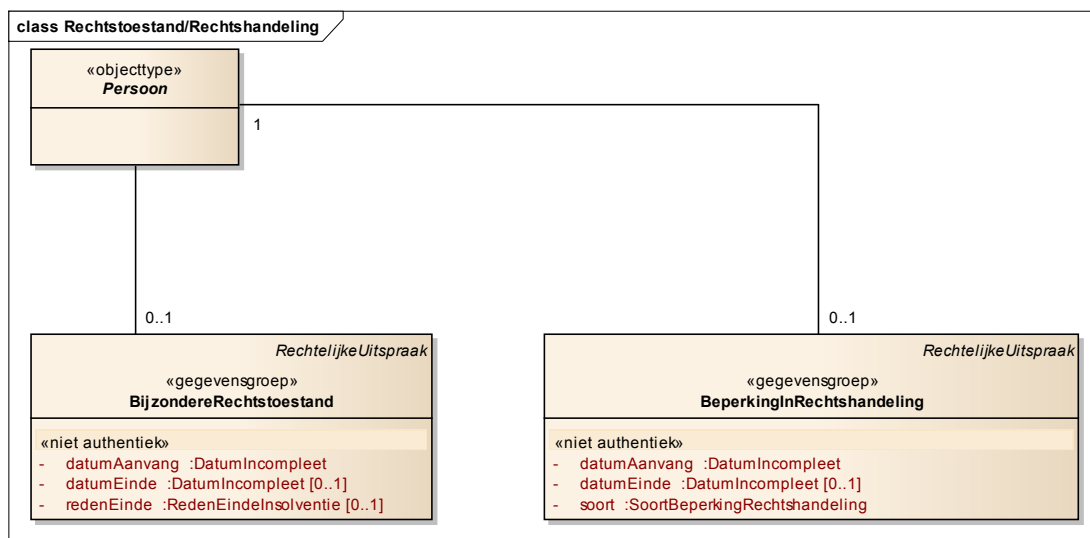 class Rechtstoestand/Rechtshandeling
«objecttype»
Persoon
1
0..1
0..1
RechtelijkeUitspraak
«gegevensgroep»
BijzondereRechtstoestand
«niet authentiek»
- datumAanvang :DatumIncompleet
- datumEinde :DatumIncompleet [0..1]
- redenEinde :RedenEindeInsolventie [0..1]
RechtelijkeUitspraak
«gegevensgroep»
BeperkingInRechtshandeling
«niet authentiek»
- datumAanvang :DatumIncompleet
- datumEinde :DatumIncompleet [0..1]
- soort :SoortBeperkingRechtshandeling